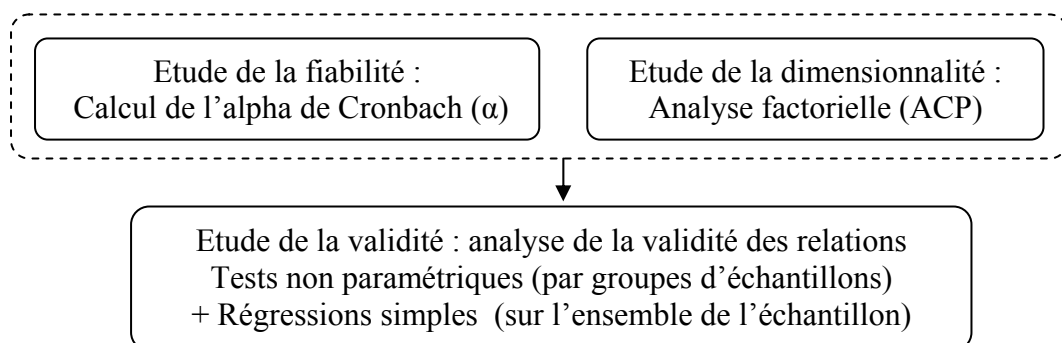 Etude de la fiabilité :
Calcul de l’alpha de Cronbach (α)
Etude de la dimensionnalité :
Analyse factorielle (ACP)
Etude de la validité : analyse de la validité des relations
Tests non paramétriques (par groupes d’échantillons)
+ Régressions simples (sur l’ensemble de l’échantillon)